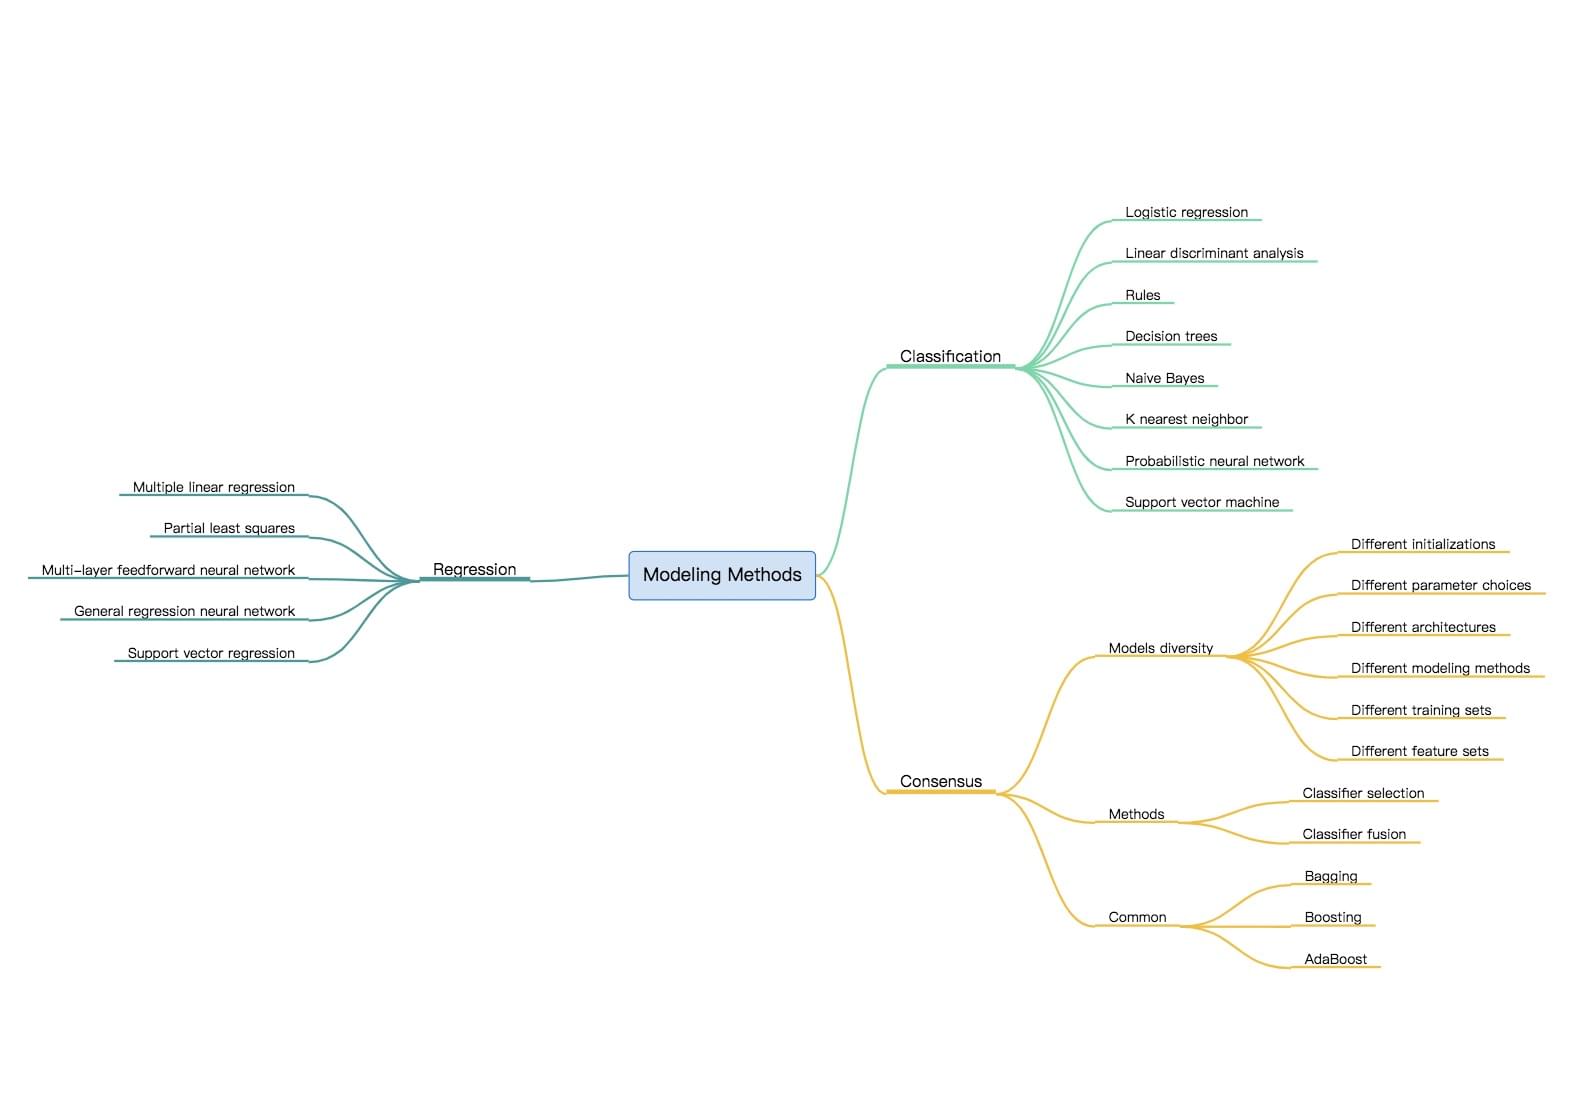 Modeling Methods
Classification
Logistic regression
Linear discriminant analysis
Rules
Decision trees
Naive Bayes
K nearest neighbor
Probabilistic neural network
Support vector machine
Consensus
Models diversity
Different initializations
Different parameter choices
Different architectures
Different modeling methods
Different training sets
Different feature sets
Methods
Classifier selection
Classifier fusion
Common
Bagging
Boosting
AdaBoost
Regression
Multiple linear regression
Partial least squares
Multi-layer feedforward neural network
General regression neural network
Support vector regression